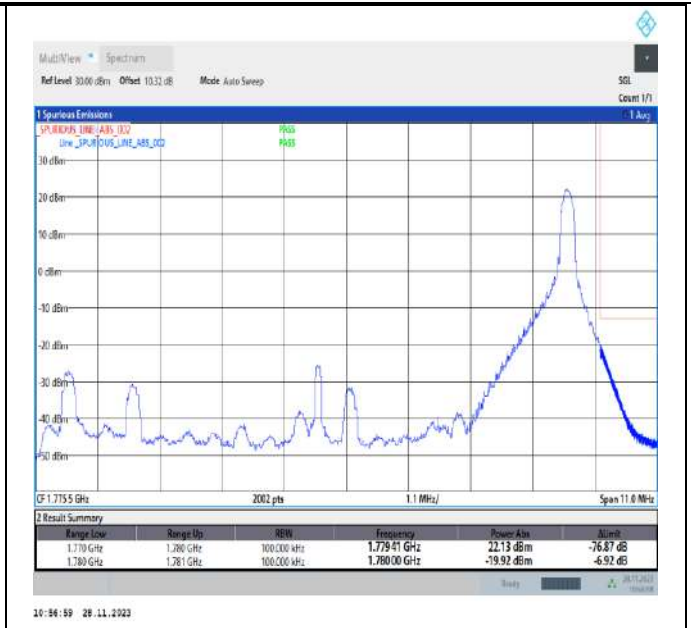 MultiView Spectrum
Ref Level 30.00 dBm Offset 10.32 dB Mode Auto Sweep SGL
Count 1/1
1 Spurious Emissions 1 Avg
_SPURIOUS_LINE_ABS_002 PASS
Line _SPURIOUS_LINE_ABS_002 PASS
30 dBm
20 dBm
10 dBm
0 dBm
-10 dBm
-20 dBm
-30 dBm
-40 dBm
-50 dBm
CF 1.7755 GHz 2002 pts 1.1 MHz/ Span 11.0 MHz
2 Result Summary
Range Low Range Up RBW Frequency Power Abs ΔLimit
1.770 GHz 1.780 GHz 100.000 kHz 1.77941 GHz 22.13 dBm -76.87 dB
1.780 GHz 1.781 GHz 100.000 kHz 1.78000 GHz -19.92 dBm -6.92 dB
Ready 28.11.2023
10:56:59 28.11.2023